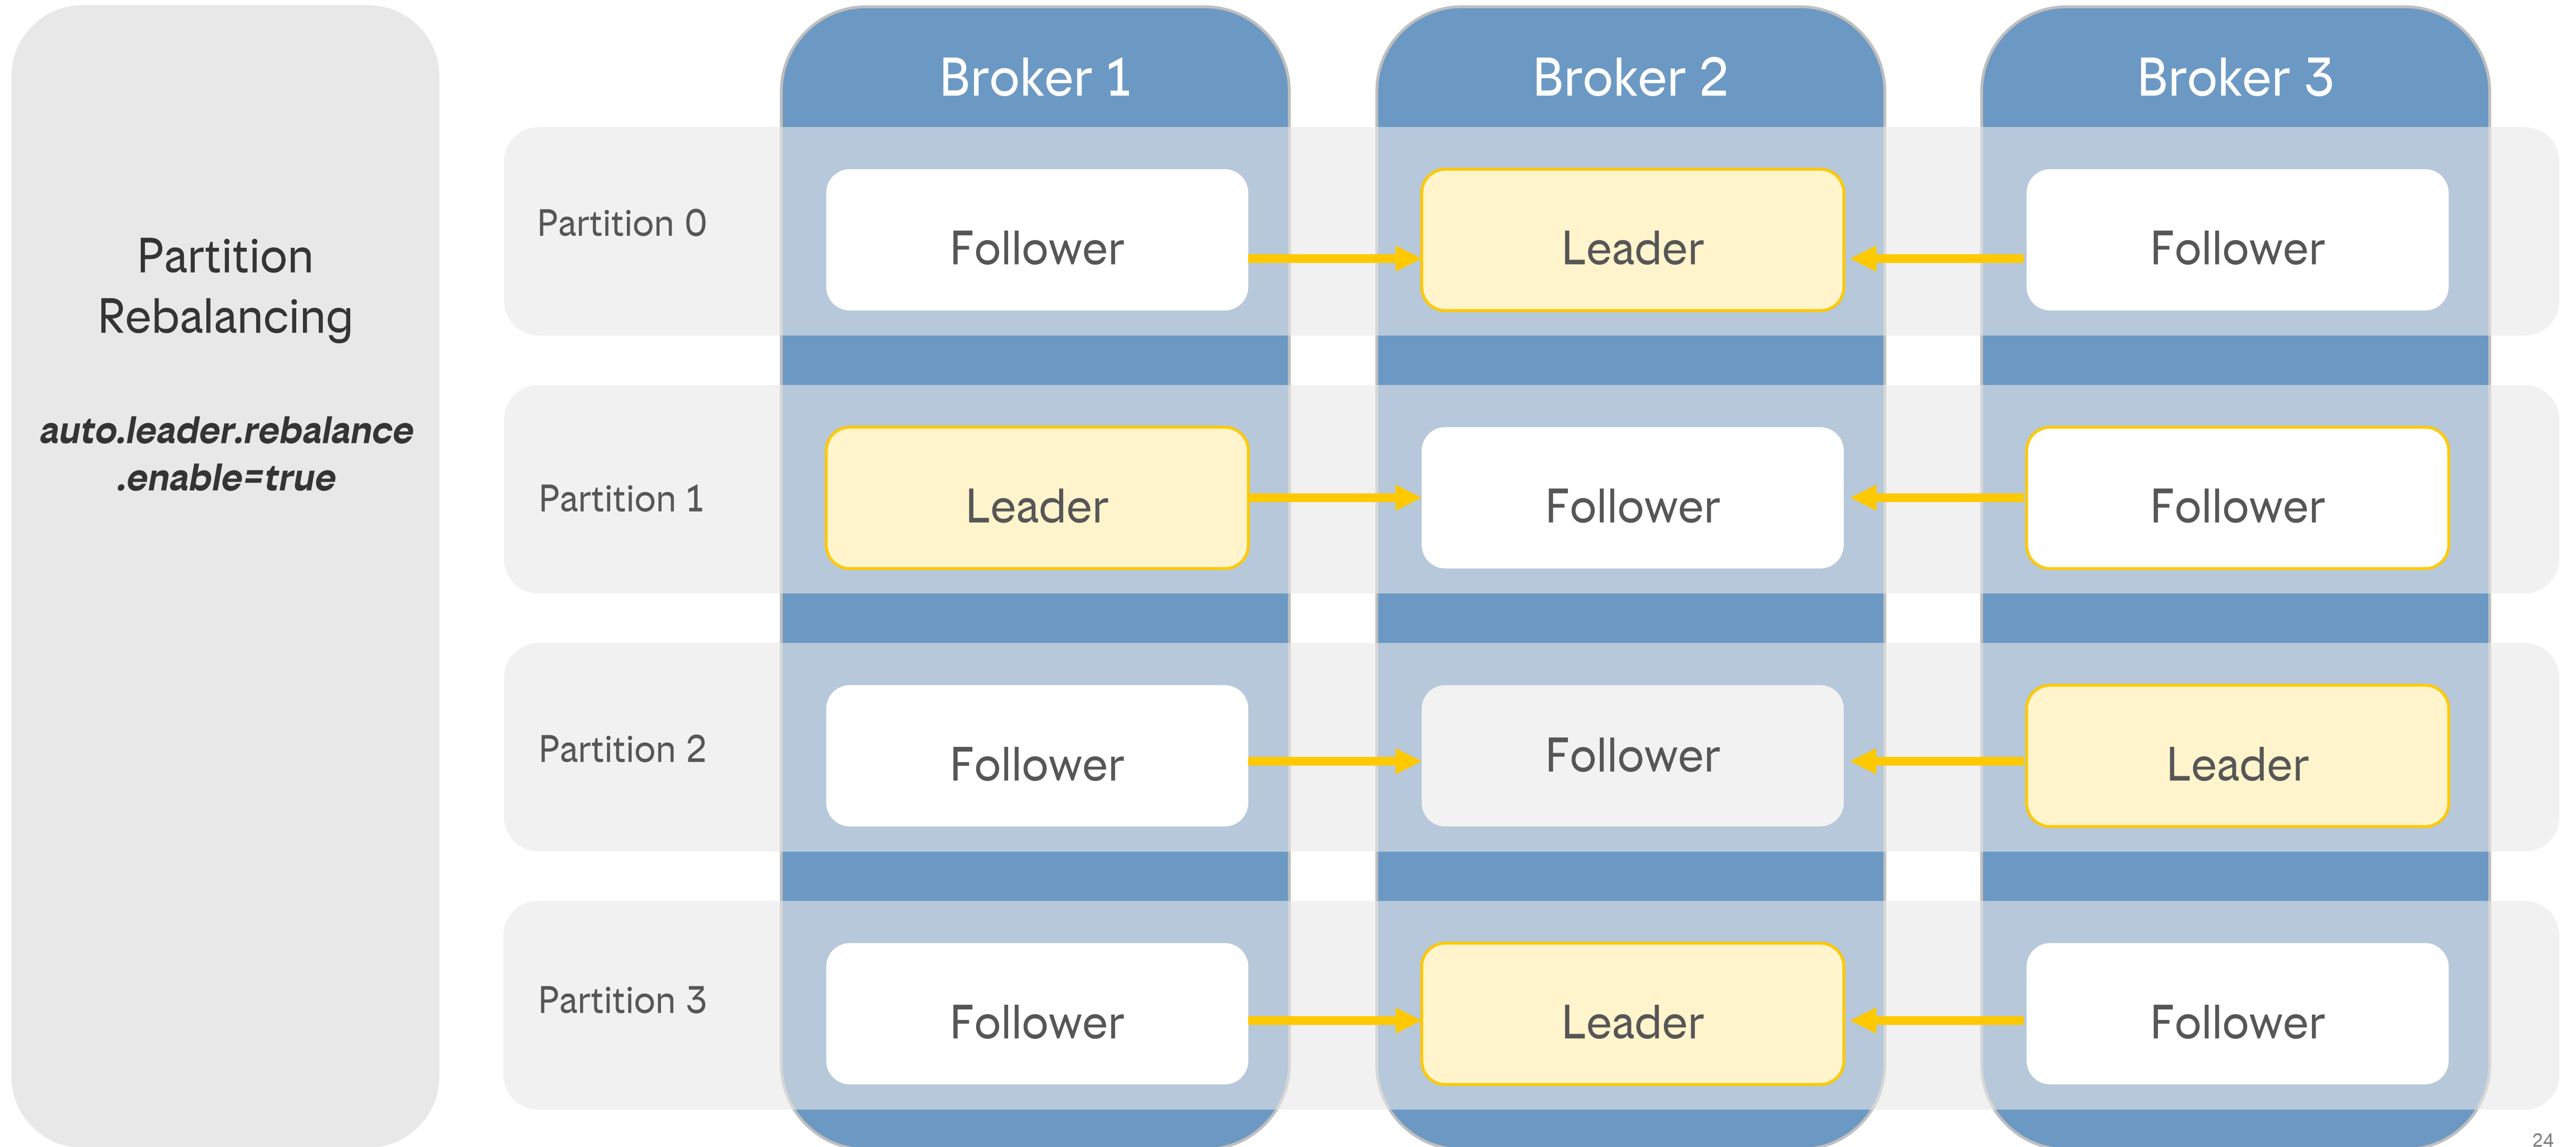 Partition
Rebalancing
auto.leader.rebalance
.enable=true
Broker 1
Broker 2
Broker 3
Partition 0
Follower
Leader
Follower
Partition 1
Leader
Follower
Follower
Partition 2
Follower
Follower
Leader
Partition 3
Follower
Leader
Follower
24